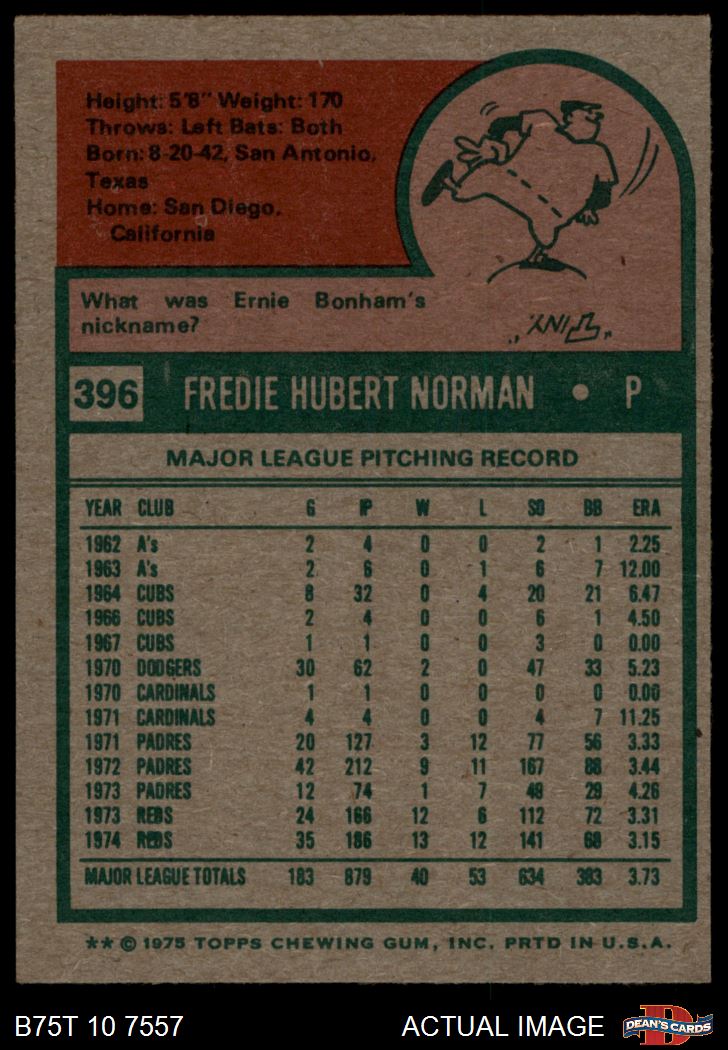 Height: 5'8" Weight: 170
Throws: Left Bats: Both
Born: 8-20-42, San Antonio,
Texas
Home: San Diego,
California
What was Ernie Bonham's
nickname?
"TINY"
396 FREDIE HUBERT NORMAN • P
MAJOR LEAGUE PITCHING RECORD
YEAR CLUB G IP W L SO BB ERA
1962 A's 2 4 0 0 2 1 2.25
1963 A's 2 6 0 1 6 7 12.00
1964 CUBS 8 32 0 4 20 21 6.47
1966 CUBS 2 4 0 0 6 1 4.50
1967 CUBS 1 1 0 0 3 0 0.00
1970 DODGERS 30 62 2 0 47 33 5.23
1970 CARDINALS 1 1 0 0 0 0 0.00
1971 CARDINALS 4 4 0 0 4 7 11.25
1971 PADRES 20 127 3 12 77 56 3.33
1972 PADRES 42 212 9 11 167 88 3.44
1973 PADRES 12 74 1 7 49 29 4.26
1973 REDS 24 166 12 6 112 72 3.31
1974 REDS 35 186 13 12 141 68 3.15
MAJOR LEAGUE TOTALS 183 879 40 53 634 383 3.73
** © 1975 TOPPS CHEWING GUM, INC. PRTD IN U.S.A.
B75T 10 7557 ACTUAL IMAGE
D
DEAN'S CARDS